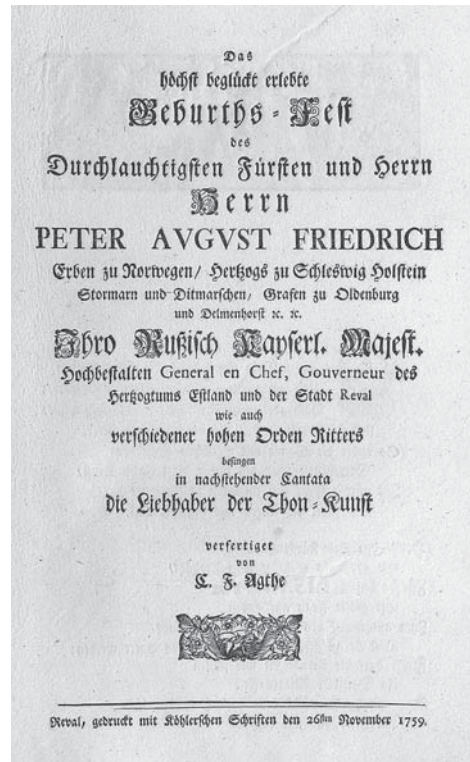 Das
höchst beglückt erlebte
Geburths-Fest
des
Durchlauchtigsten Fürsten und Herrn
Herrn
PETER AVGVST FRIEDRICH
Erben zu Norwegen/ Hertzogs zu Schleswig Holstein
Stormarn und Ditmarschen/ Grafen zu Oldenburg
und Delmenhorst ꝛc. ꝛc.
Ihro Rußisch Kayserl. Majest.
Hochbestalten General en Chef, Gouverneur des
Hertzogtums Estland und der Stadt Reval
wie auch
verschiedener hohen Orden Ritters
besingen
in nachstehender Cantata
die Liebhaber der Thon-Kunst
verfertiget
von
C. F. Agthe
Reval, gedruckt mit Köhlerschen Schriften den 26sten November 1759.